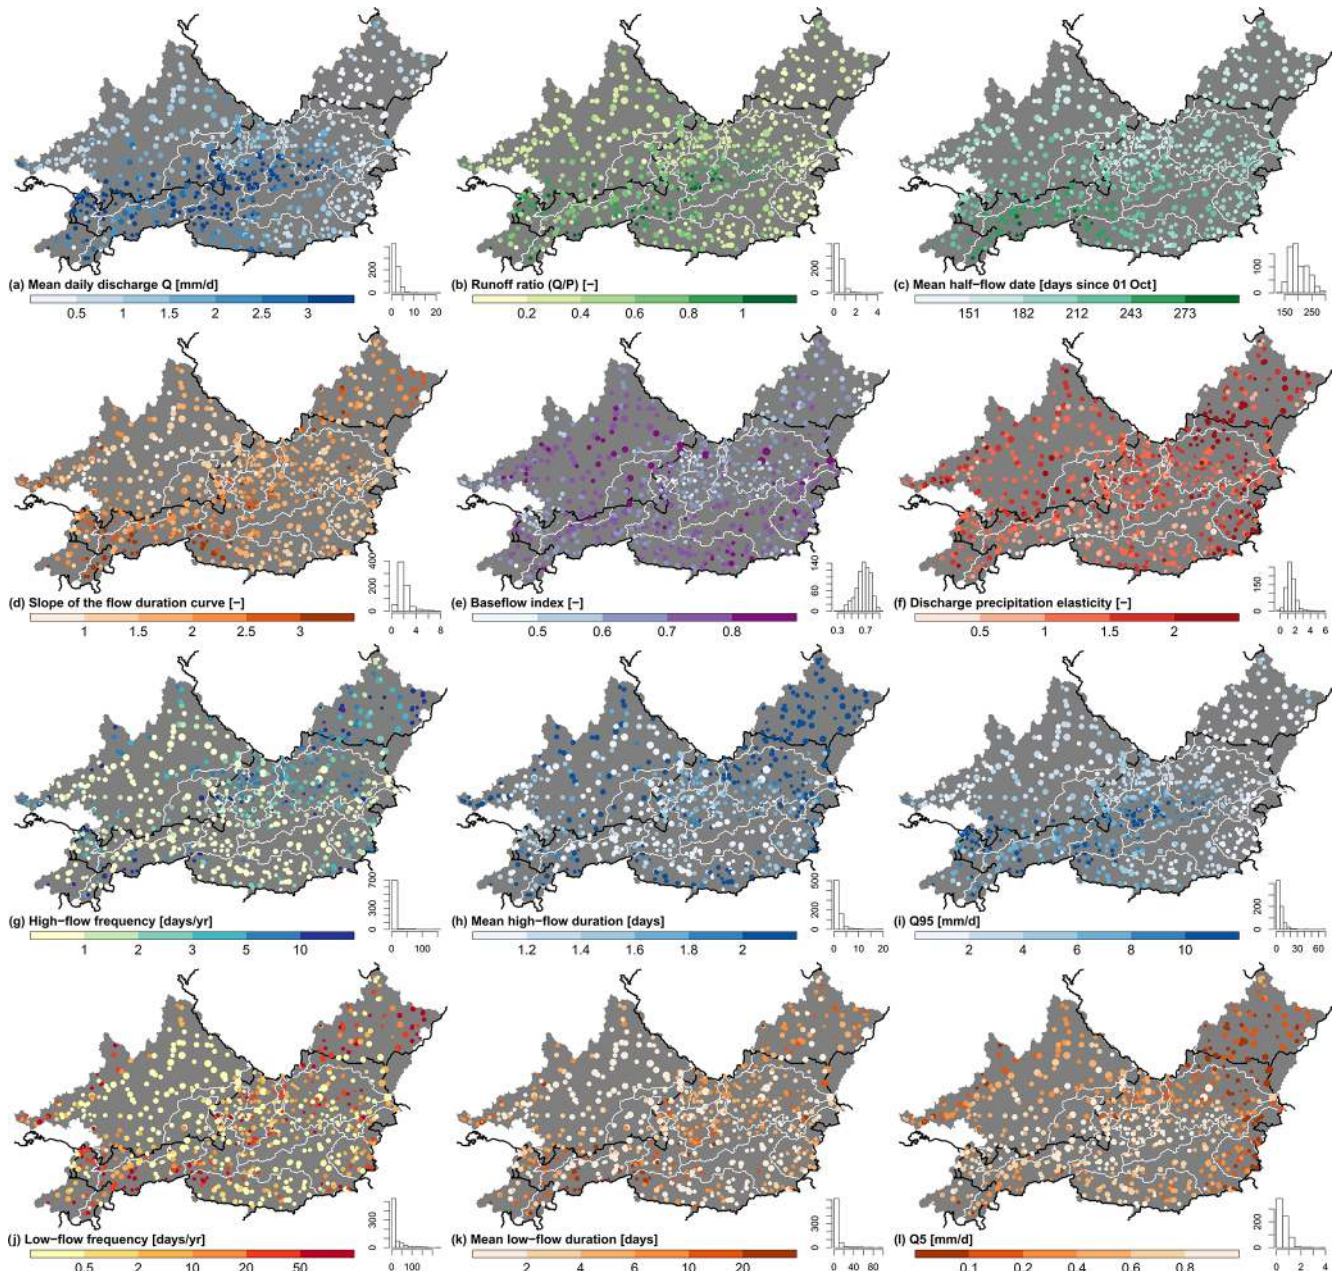 200
0
0 10 20
(a) Mean daily discharge Q [mm/d]
0.5 1 1.5 2 2.5 3
200
0
0 2 4
(b) Runoff ratio (Q/P) [−]
0.2 0.4 0.6 0.8 1
100
0
150 250
(c) Mean half−flow date [days since 01 Oct]
151 182 212 243 273
400
200
0
0 2 4 6 8
(d) Slope of the flow duration curve [−]
1 1.5 2 2.5 3
140
60
0
0.3 0.7
(e) Baseflow index [−]
0.5 0.6 0.7 0.8
150
0
0 2 4 6
(f) Discharge precipitation elasticity [−]
0.5 1 1.5 2
700
300
0
0 100
(g) High−flow frequency [days/yr]
1 2 3 5 10
500
200
0
0 5 10 20
(h) Mean high−flow duration [days]
1.2 1.4 1.6 1.8 2
400
200
0
0 30 60
(i) Q95 [mm/d]
2 4 6 8 10
300
0
0 100
(j) Low−flow frequency [days/yr]
0.5 2 10 20 50
300
0
0 40 80
(k) Mean low−flow duration [days]
2 4 6 10 20
300
0
0 1 2 3 4
(l) Q5 [mm/d]
0.1 0.2 0.4 0.6 0.8